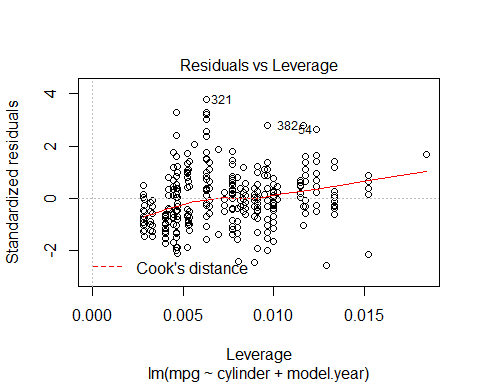 Residuals vs Leverage
Standardized residuals
4
2
0
-2
321
382
54
Cook's distance
0.000 0.005 0.010 0.015
Leverage
lm(mpg ~ cylinder + model.year)